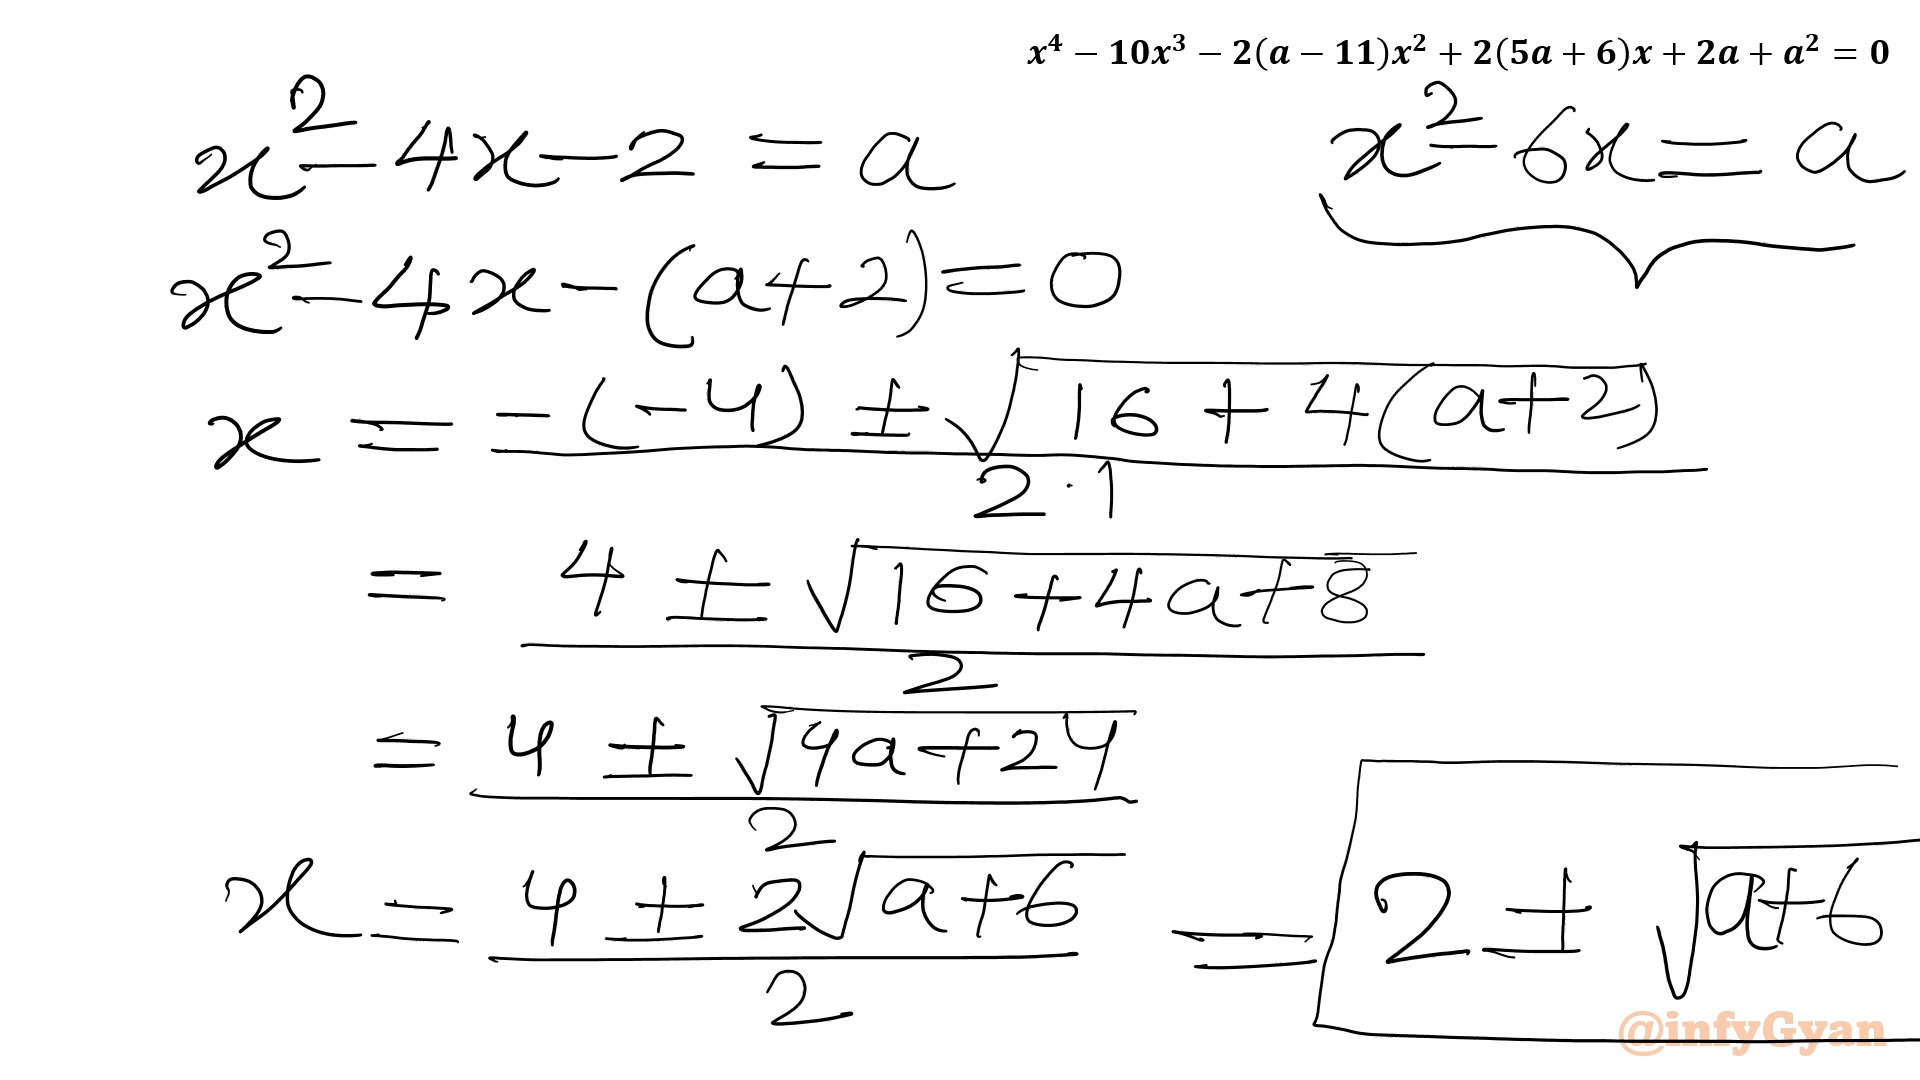 x⁴ − 10x³ − 2(a − 11)x² + 2(5a + 6)x + 2a + a² = 0
x² − 4x − 2 = a
x² − 6x = a
x² − 4x − (a+2) = 0
x = (−(−4) ± √(16 + 4(a+2))) / (2·1)
= (4 ± √(16 + 4a + 8)) / 2
= (4 ± √(4a + 24)) / 2
x = (4 ± 2√(a+6)) / 2 = 2 ± √(a+6)
@infyGyan